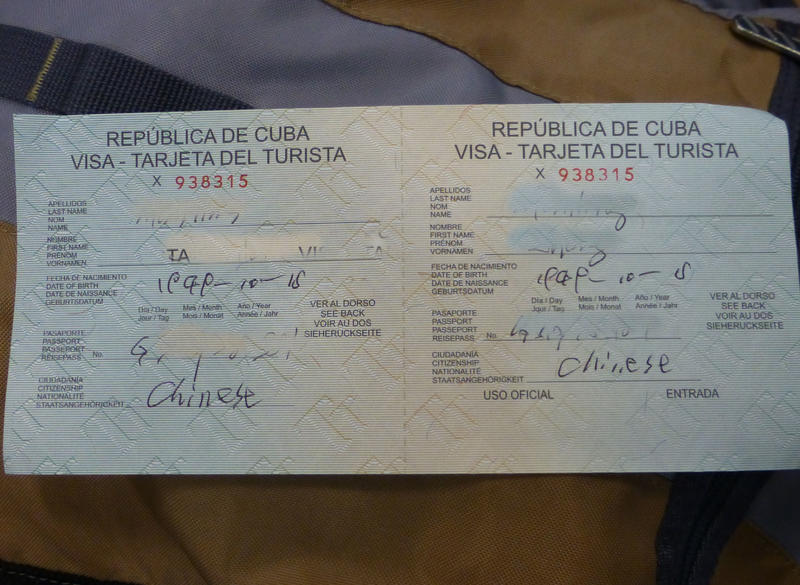 REPÚBLICA DE CUBA
VISA - TARJETA DEL TURISTA
X 938315
APELLIDOS
LAST NAME
NOM
NAME
NOMBRE
FIRST NAME
PRÉNOM
VORNAMEN
FECHA DE NACIMIENTO
DATE OF BIRTH
DATE DE NAISSANCE
GEBURTSDATUM
Día / Day Mes / Month Año / Year
Jour / Tag Mois / Monat Année / Jahr
VER AL DORSO
SEE BACK
VOIR AU DOS
SIEHERÜCKSEITE
PASAPORTE
PASSPORT
PASSEPORT
REISEPASS No.
CIUDADANÍA
CITIZENSHIP
NATIONALITÉ
STAATSANGEHÖRIGKEIT
Chinese
REPÚBLICA DE CUBA
VISA - TARJETA DEL TURISTA
X 938315
APELLIDOS
LAST NAME
NOM
NAME
NOMBRE
FIRST NAME
PRÉNOM
VORNAMEN
FECHA DE NACIMIENTO
DATE OF BIRTH
DATE DE NAISSANCE
GEBURTSDATUM
Día / Day Mes / Month Año / Year
Jour / Tag Mois / Monat Année / Jahr
VER AL DORSO
SEE BACK
VOIR AU DOS
SIEHERÜCKSEITE
PASAPORTE
PASSPORT
PASSEPORT
REISEPASS No.
CIUDADANÍA
CITIZENSHIP
NATIONALITÉ
STAATSANGEHÖRIGKEIT
Chinese
USO OFICIAL ENTRADA